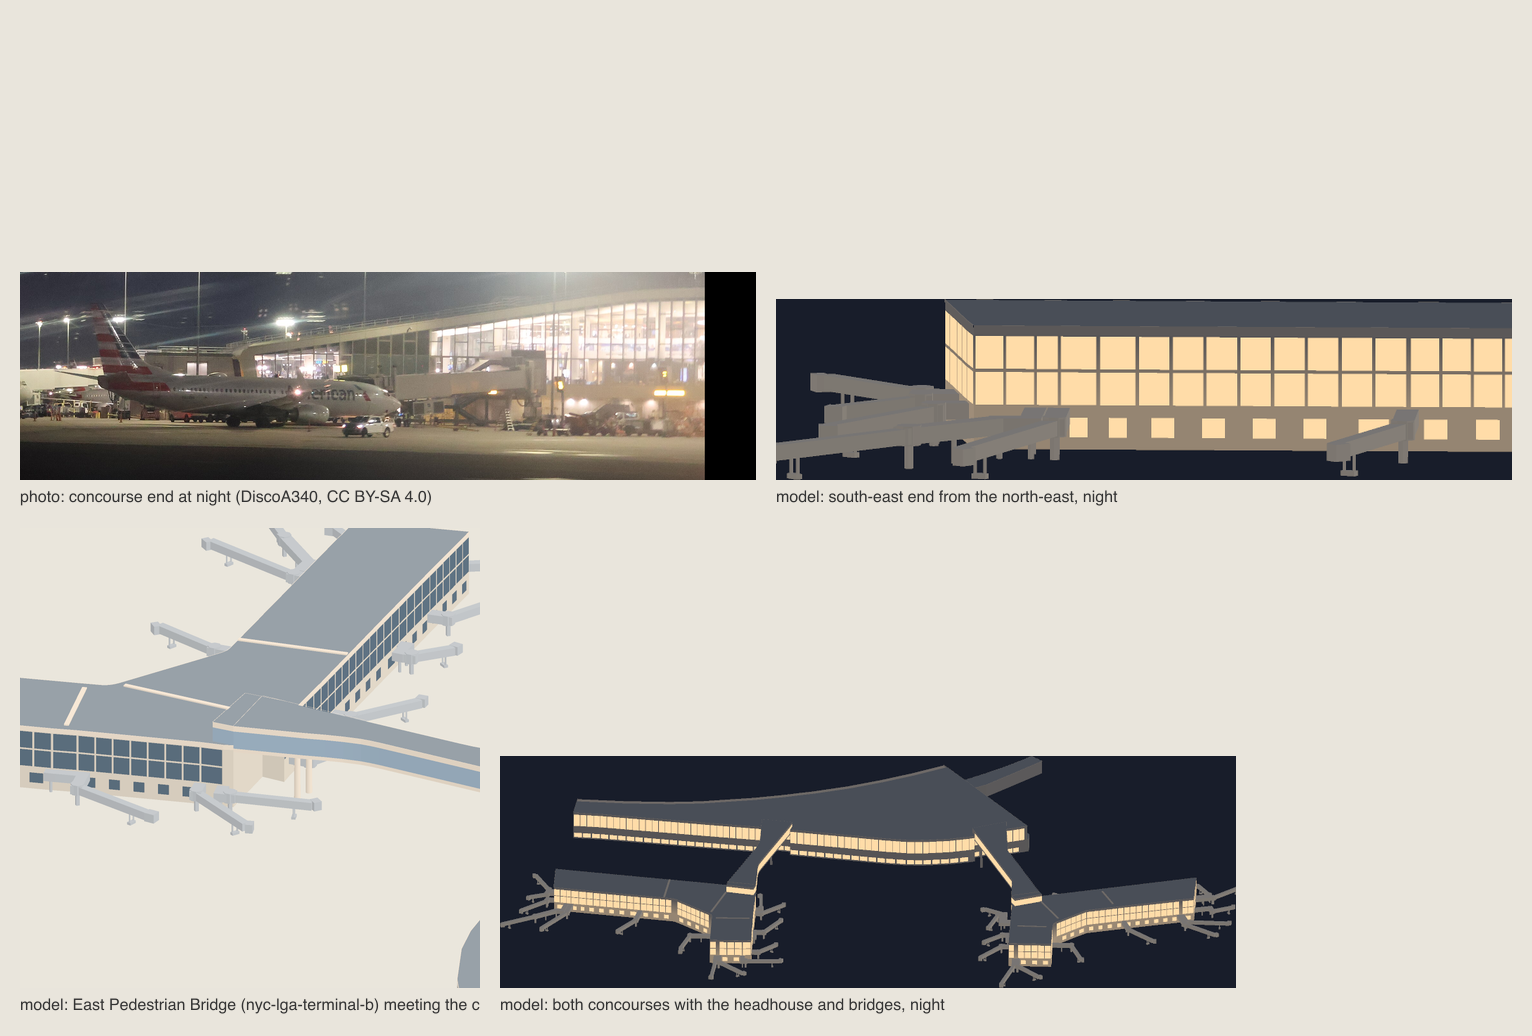 American
photo: concourse end at night (DiscoA340, CC BY-SA 4.0)
model: south-east end from the north-east, night
model: East Pedestrian Bridge (nyc-lga-terminal-b) meeting the c
model: both concourses with the headhouse and bridges, night